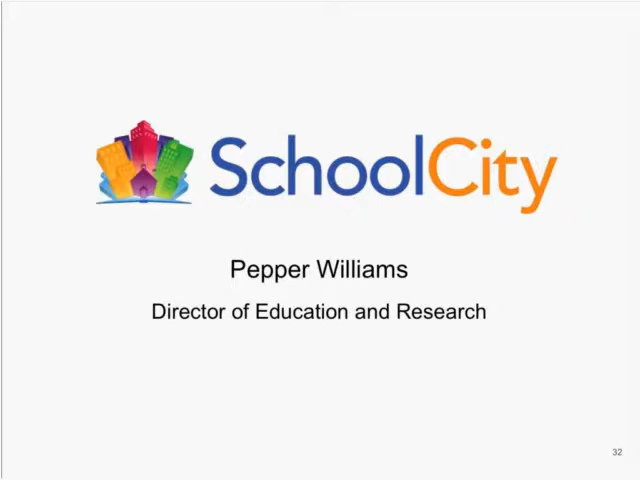 SchoolCity
Pepper Williams
Director of Education and Research
32